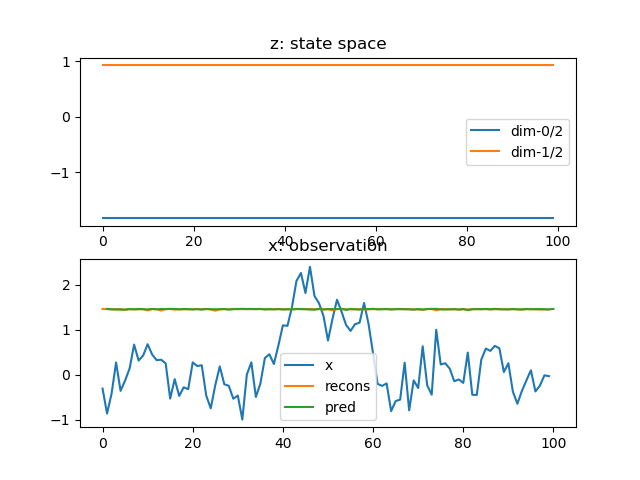 z: state space
1
0
−1
dim-0/2
dim-1/2
0 20 40 60 80 100
x: observation
2
1
0
−1
x
recons
pred
0 20 40 60 80 100